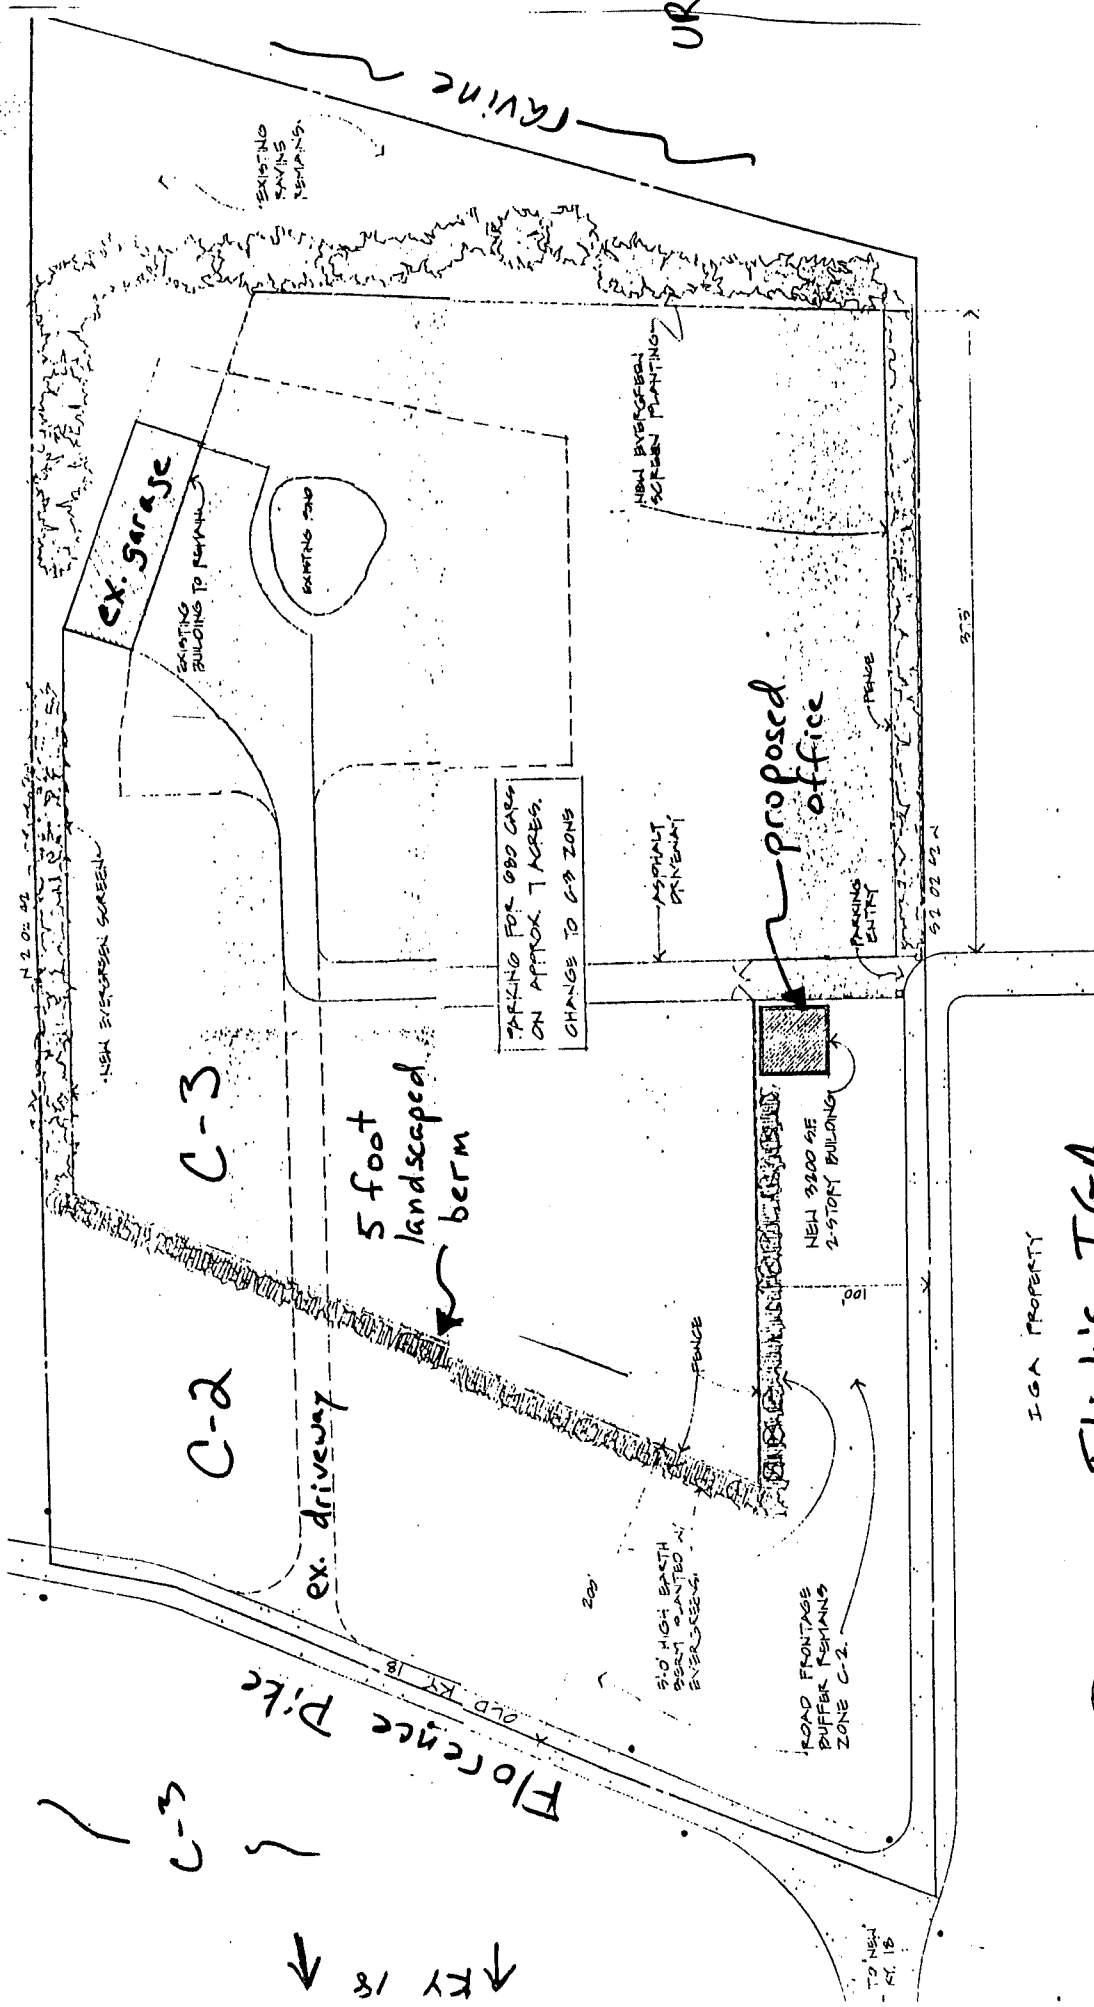 UR
ravine
EXISTING
RAVINE
REMAINS.
ex. garage
EXISTING
BUILDING TO REMAIN
EXISTING POND
NEW EVERGREEN
SCREEN PLANTING
NEW EVERGREEN SCREEN
C-3
5 foot
landscaped
berm
PARKING FOR 680 CARS
ON APPROX 7 ACRES.
CHANGE TO C-3 ZONE
ASPHALT
DRIVEWAY
proposed
office
FENCE
375'
PARKING
ENTRY
NEW 3200 SF
2-STORY BUILDING
100'
C-2
ex. driveway
FENCE
200'
5'0" HIGH EARTH
BERM PLANTED W/
EVERGREENS.
ROAD FRONTAGE
BUFFER REMAINS
ZONE C-2.
OLD KY 18
Florence Pike
C-3
KY 18
TO NEW
KY. 18
IGA PROPERTY
IGA